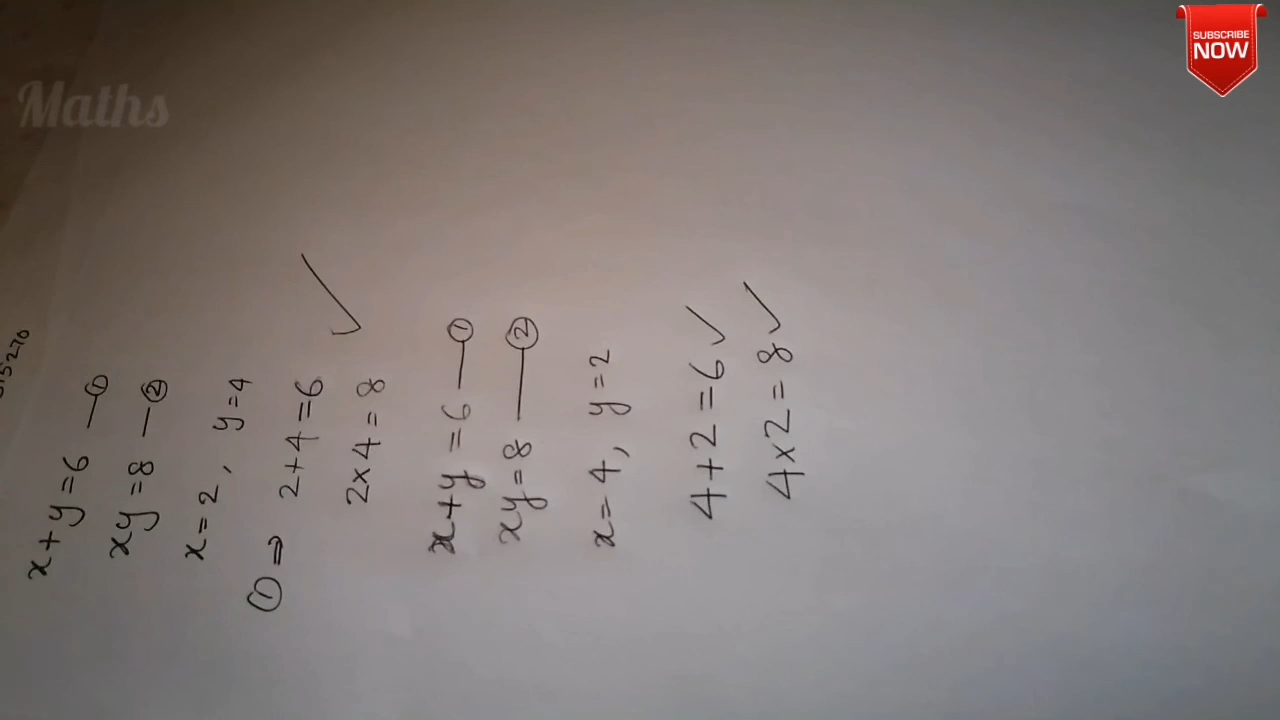 Maths
SUBSCRIBE
NOW
x+y=6 —①
xy=8 —②
x=2, y=4
①⇒ 2+4=6
2×4=8 ✓
x+y=6 —①
xy=8 —②
x=4, y=2
4+2=6 ✓
4×2=8 ✓